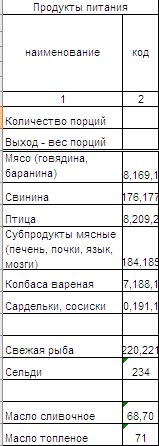 Продукты питания
наименование код
1 2
Количество порций
Выход - вес порций
Мясо (говядина,
баранина) 8,169,1
Свинина 176,177
Птица 8,209,2
Субпродукты мясные
(печень, почки, язык,
мозги) 184,185
Колбаса вареная 7,188,1
Сардельки, сосиски 0,191,1
Свежая рыба 220,221
Сельди 234
Масло сливочное 68,70
Масло топленое 71